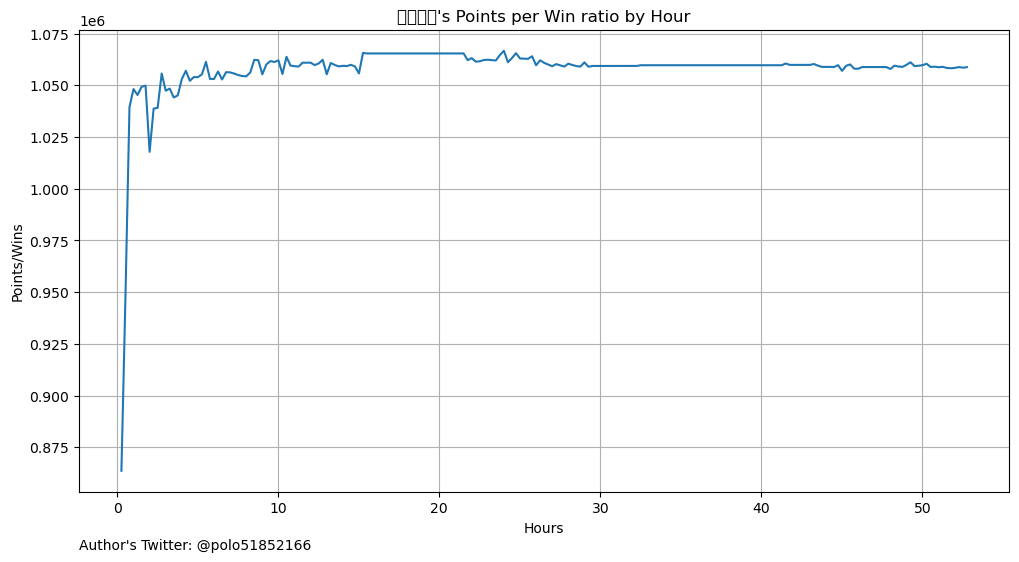 's Points per Win ratio by Hour
1e6
1.075
1.050
1.025
1.000
0.975
0.950
0.925
0.900
0.875
Points/Wins
0 10 20 30 40 50
Hours
Author's Twitter: @polo51852166